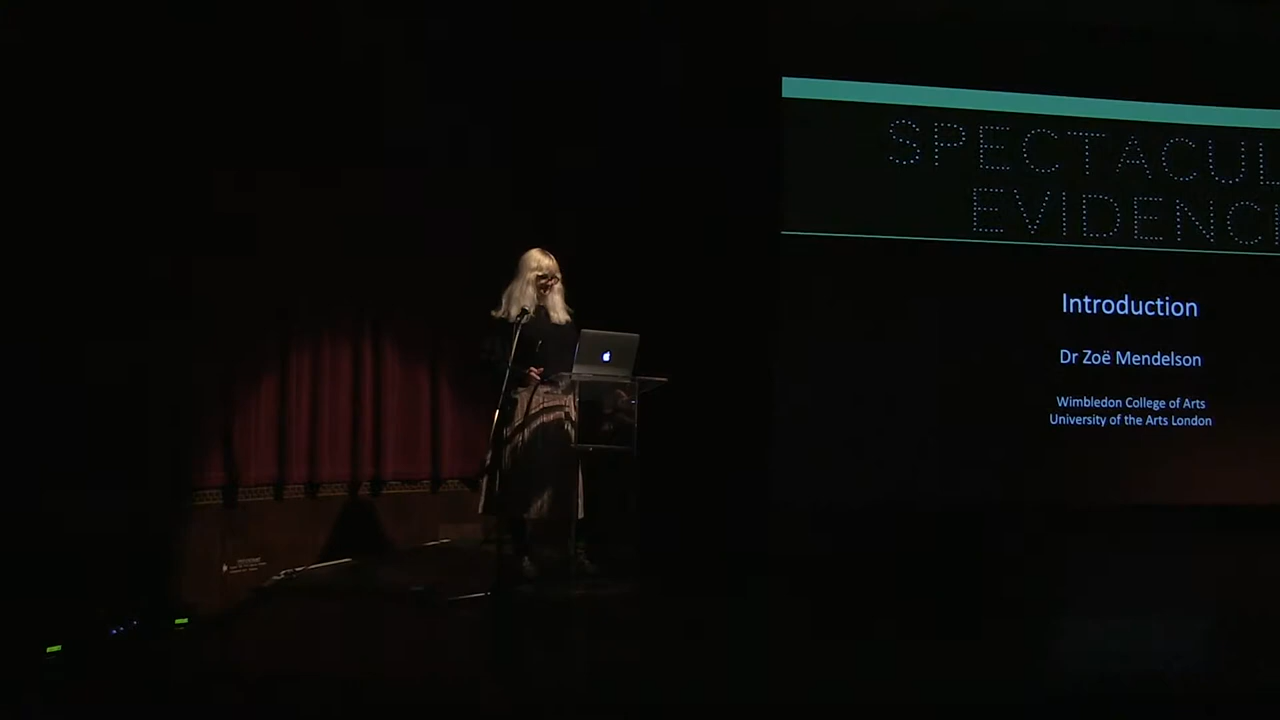 SPECTACUL
EVIDENC
Introduction
Dr Zoë Mendelson
Wimbledon College of Arts
University of the Arts London